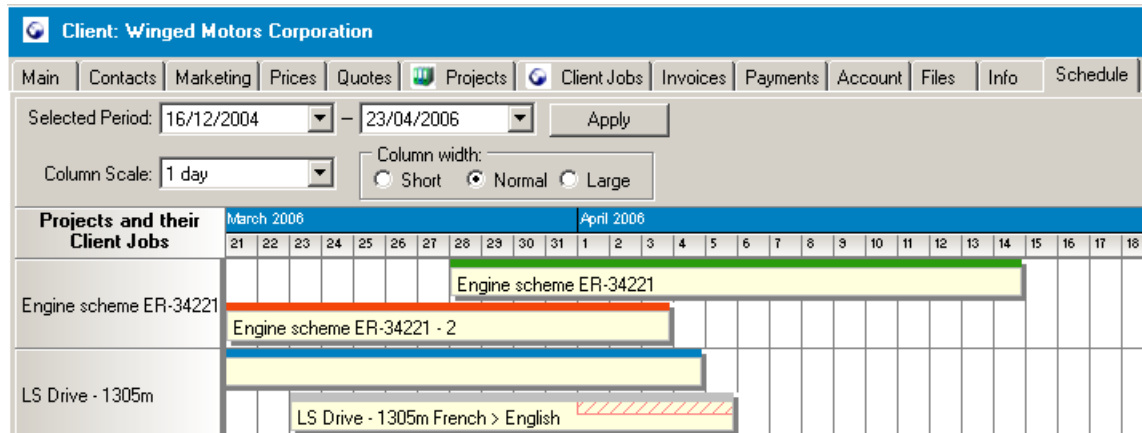 Client: Winged Motors Corporation
Main Contacts Marketing Prices Quotes Projects Client Jobs Invoices Payments Account Files Info Schedule
Selected Period: 16/12/2004 – 23/04/2006 Apply
Column width:
Column Scale: 1 day Short Normal Large
Projects and their
Client Jobs
March 2006 April 2006
21 22 23 24 25 26 27 28 29 30 31 1 2 3 4 5 6 7 8 9 10 11 12 13 14 15 16 17 18
Engine scheme ER-34221
Engine scheme ER-34221
Engine scheme ER-34221 - 2
LS Drive - 1305m
LS Drive - 1305m French > English